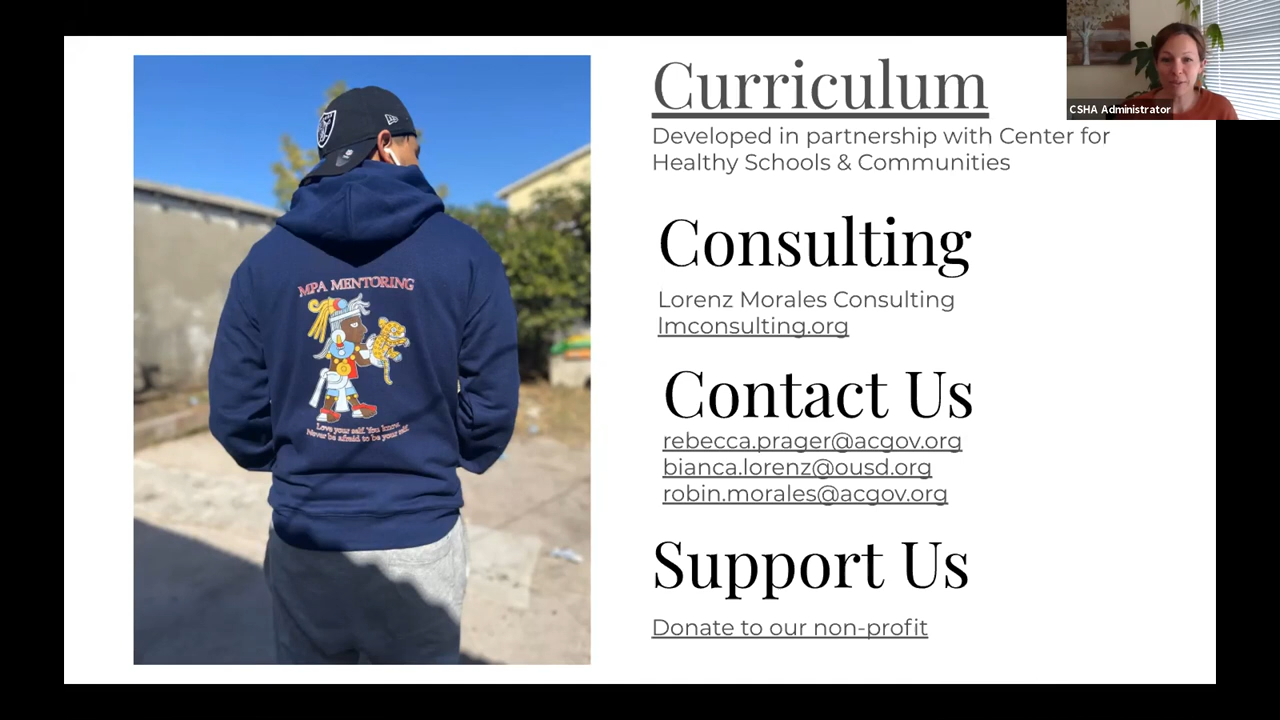 Curriculum
Developed in partnership with Center for
Healthy Schools & Communities
Consulting
Lorenz Morales Consulting
lmconsulting.org
Contact Us
rebecca.prager@acgov.org
bianca.lorenz@ousd.org
robin.morales@acgov.org
Support Us
Donate to our non-profit
MPA MENTORING
Love your self. You know.
Never be afraid to be your self.
CSHA Administrator